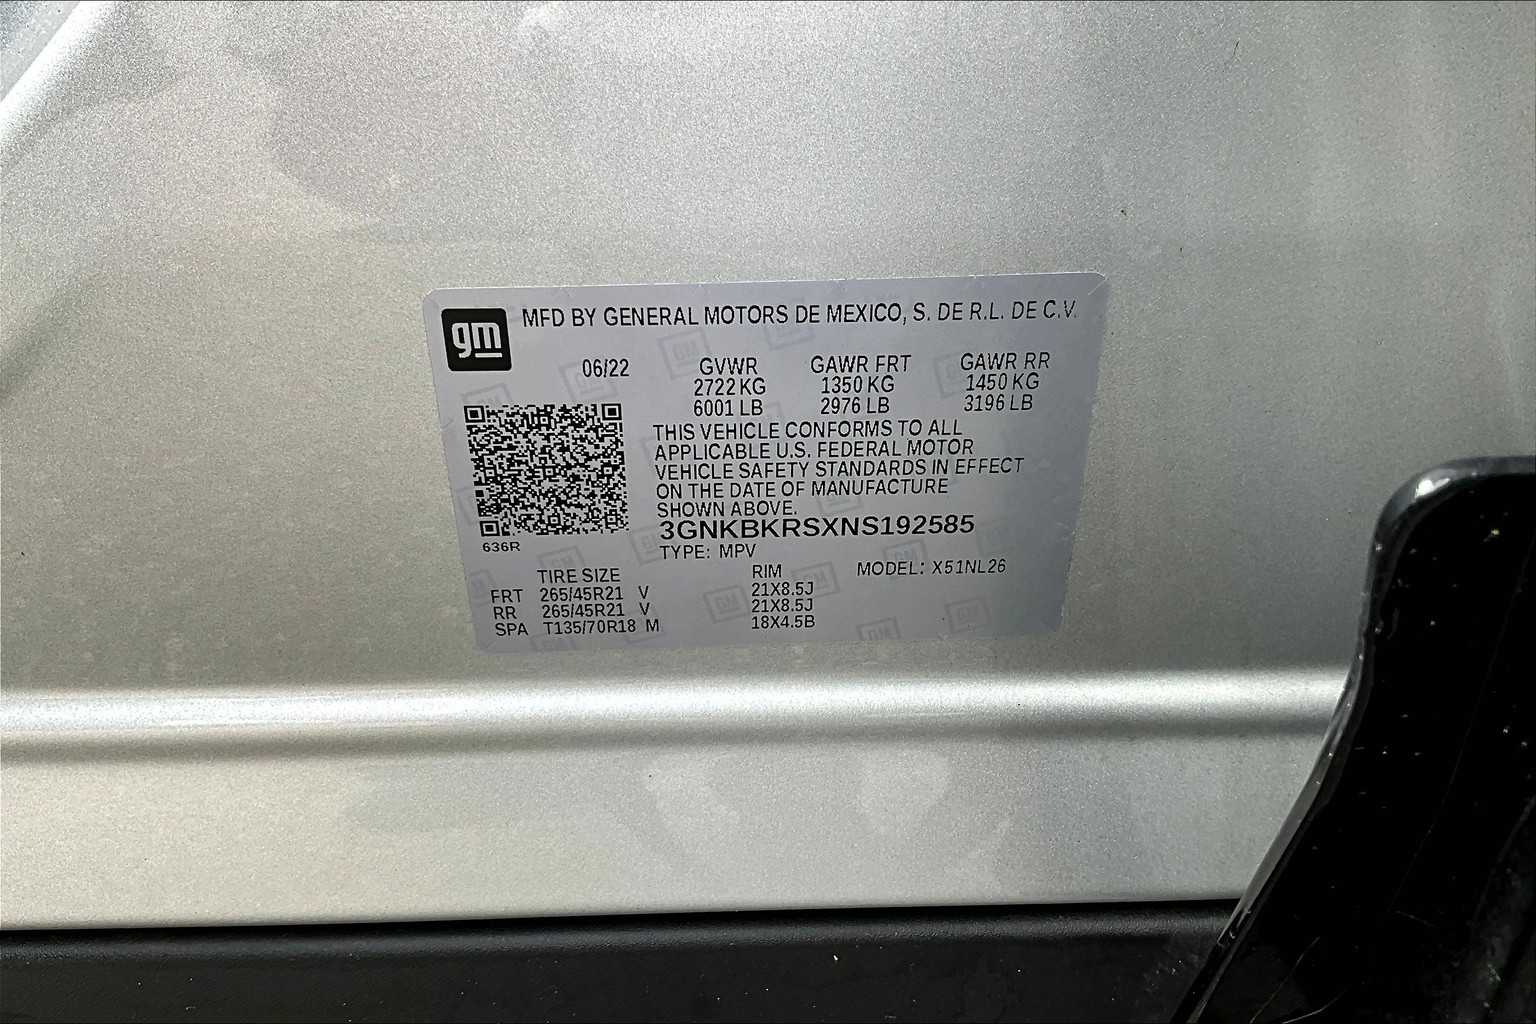 gm MFD BY GENERAL MOTORS DE MEXICO, S. DE R.L. DE C.V.
06/22 GVWR GAWR FRT GAWR RR
2722 KG 1350 KG 1450 KG
6001 LB 2976 LB 3196 LB
THIS VEHICLE CONFORMS TO ALL
APPLICABLE U.S. FEDERAL MOTOR
VEHICLE SAFETY STANDARDS IN EFFECT
ON THE DATE OF MANUFACTURE
SHOWN ABOVE.
3GNKBKRSXNS192585
636R
TYPE: MPV
TIRE SIZE RIM MODEL: X51NL26
FRT 265/45R21 V 21X8.5J
RR 265/45R21 V 21X8.5J
SPA T135/70R18 M 18X4.5B